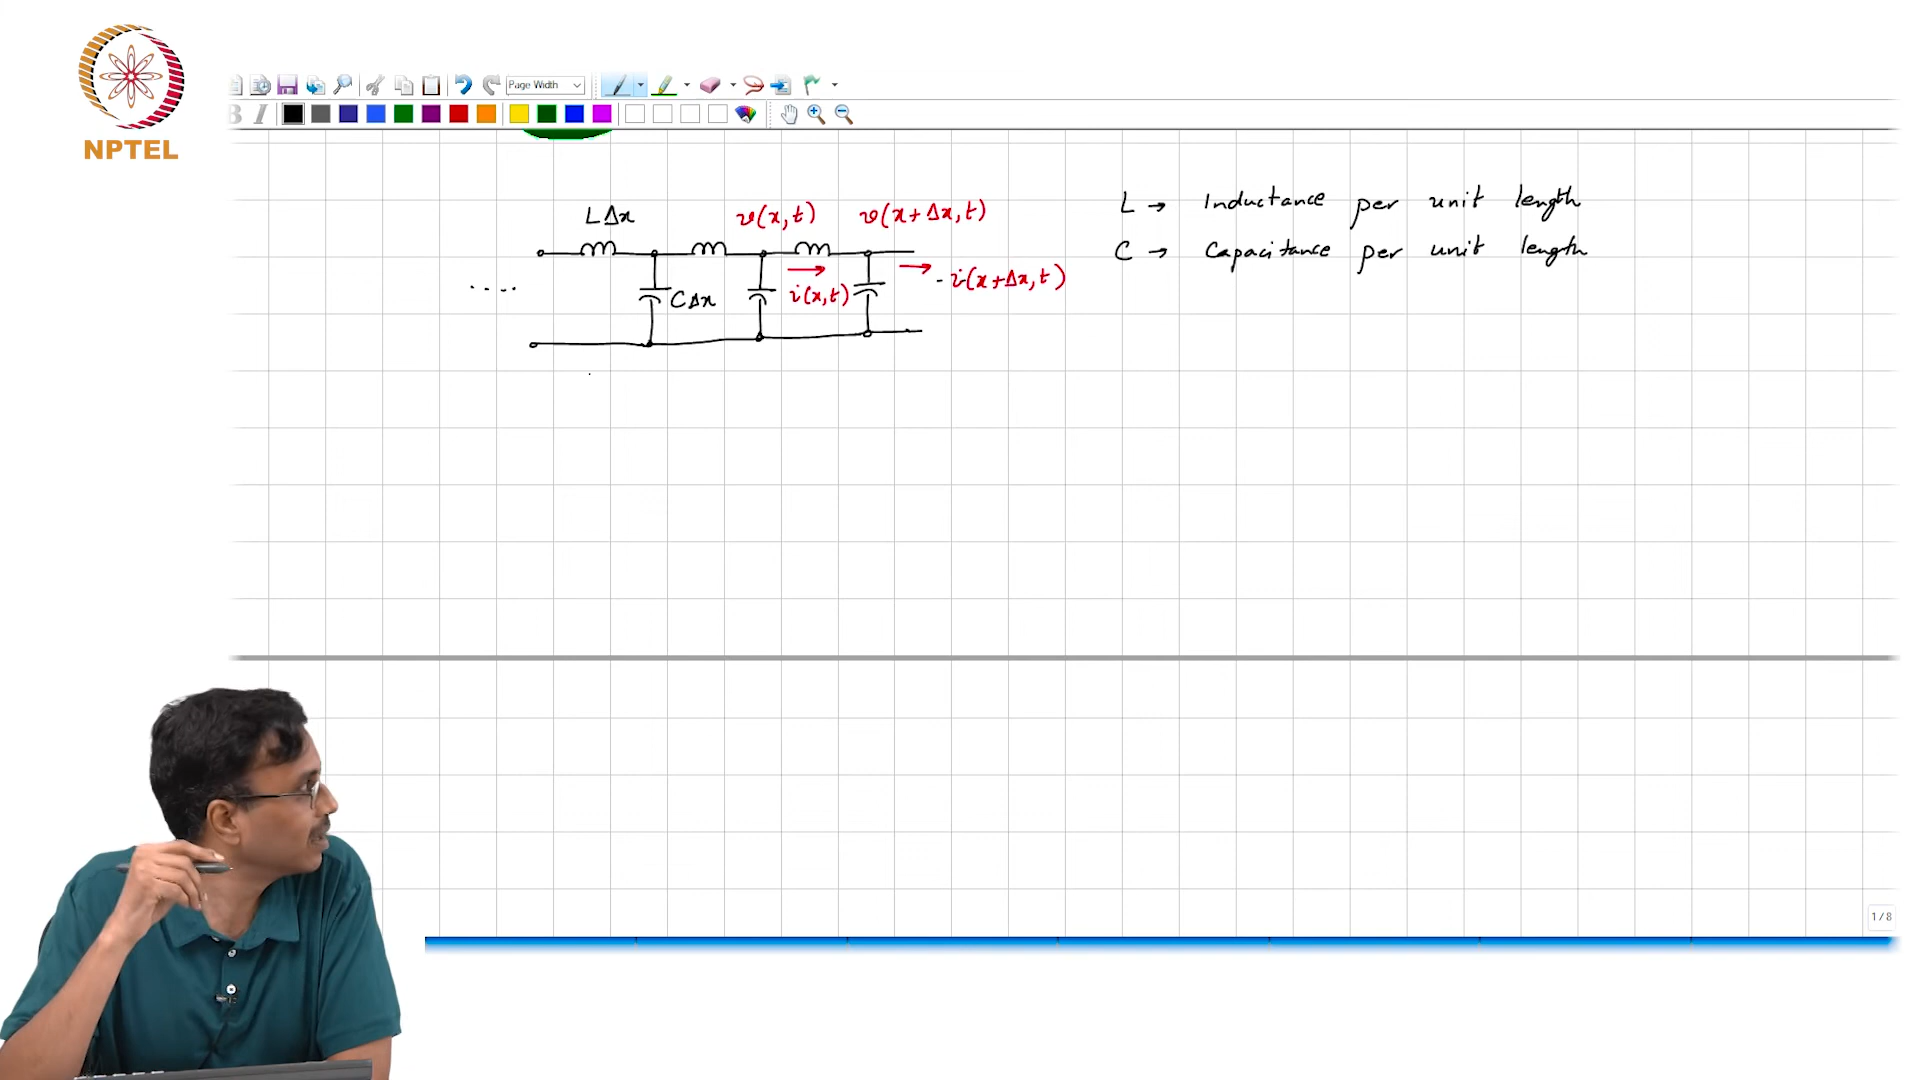 NPTEL
Page Width
B I
LΔx v(x,t) v(x+Δx,t)
L → Inductance per unit length
C → Capacitance per unit length
.... CΔx i(x,t) - i(x+Δx,t)
1 / 8